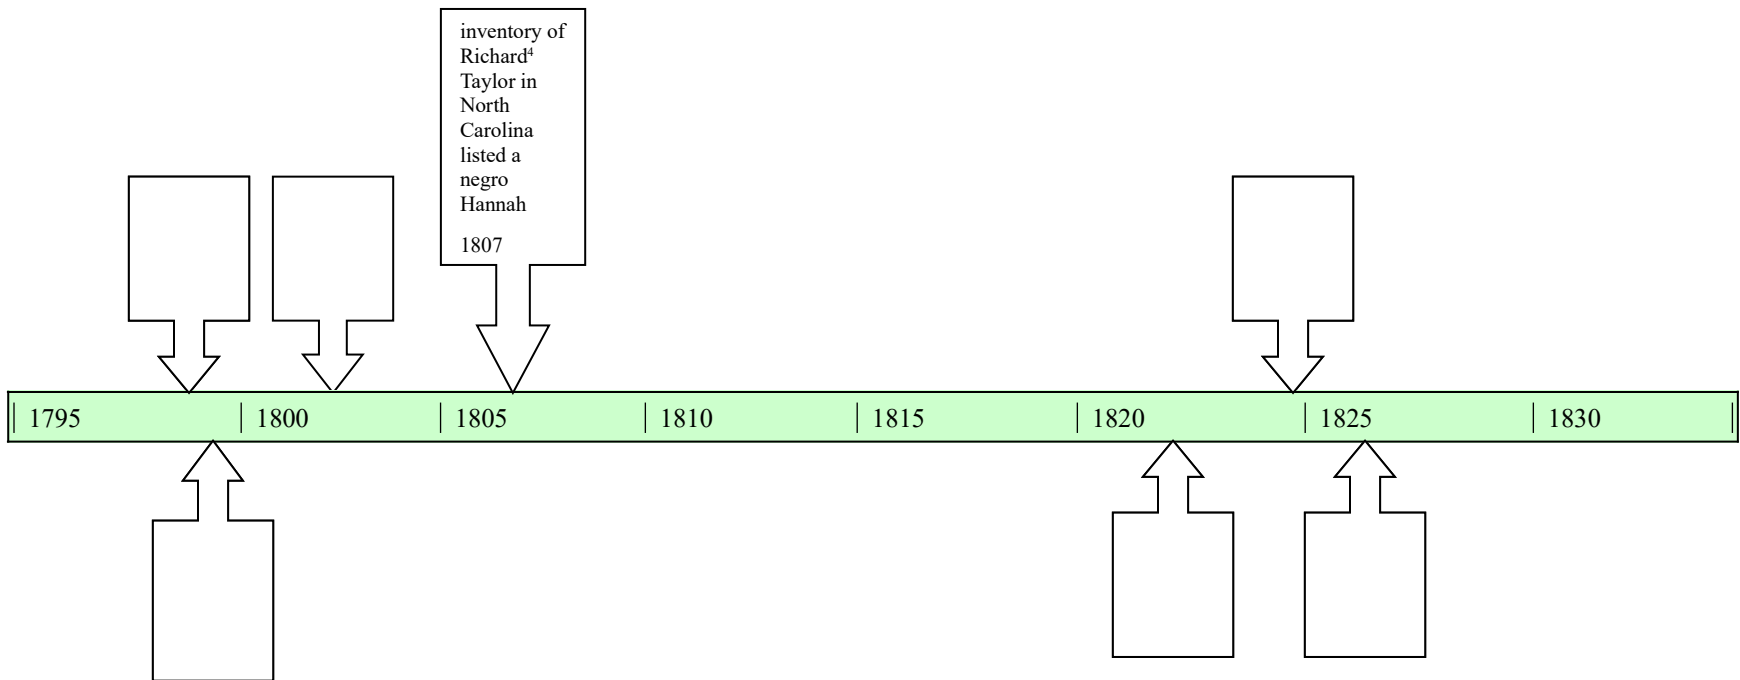 inventory of
Richard⁴
Taylor in
North
Carolina
listed a
negro
Hannah
1807
1795 1800 1805 1810 1815 1820 1825 1830